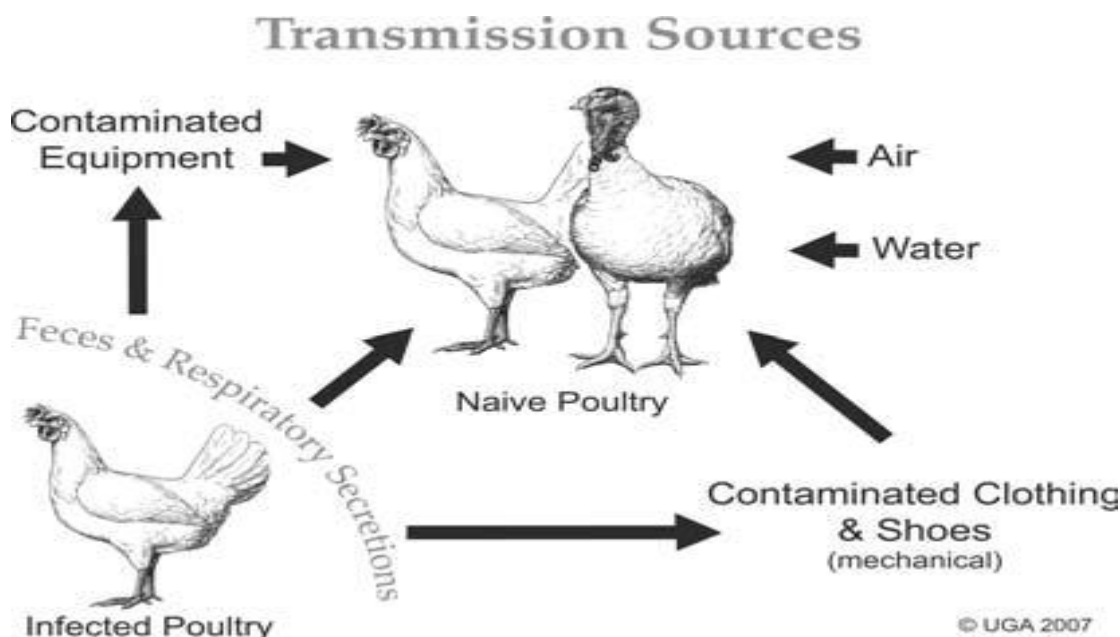 Transmission Sources
Contaminated
Equipment
Air
Water
Feces & Respiratory Secretions
Naive Poultry
Contaminated Clothing
& Shoes
(mechanical)
Infected Poultry
© UGA 2007